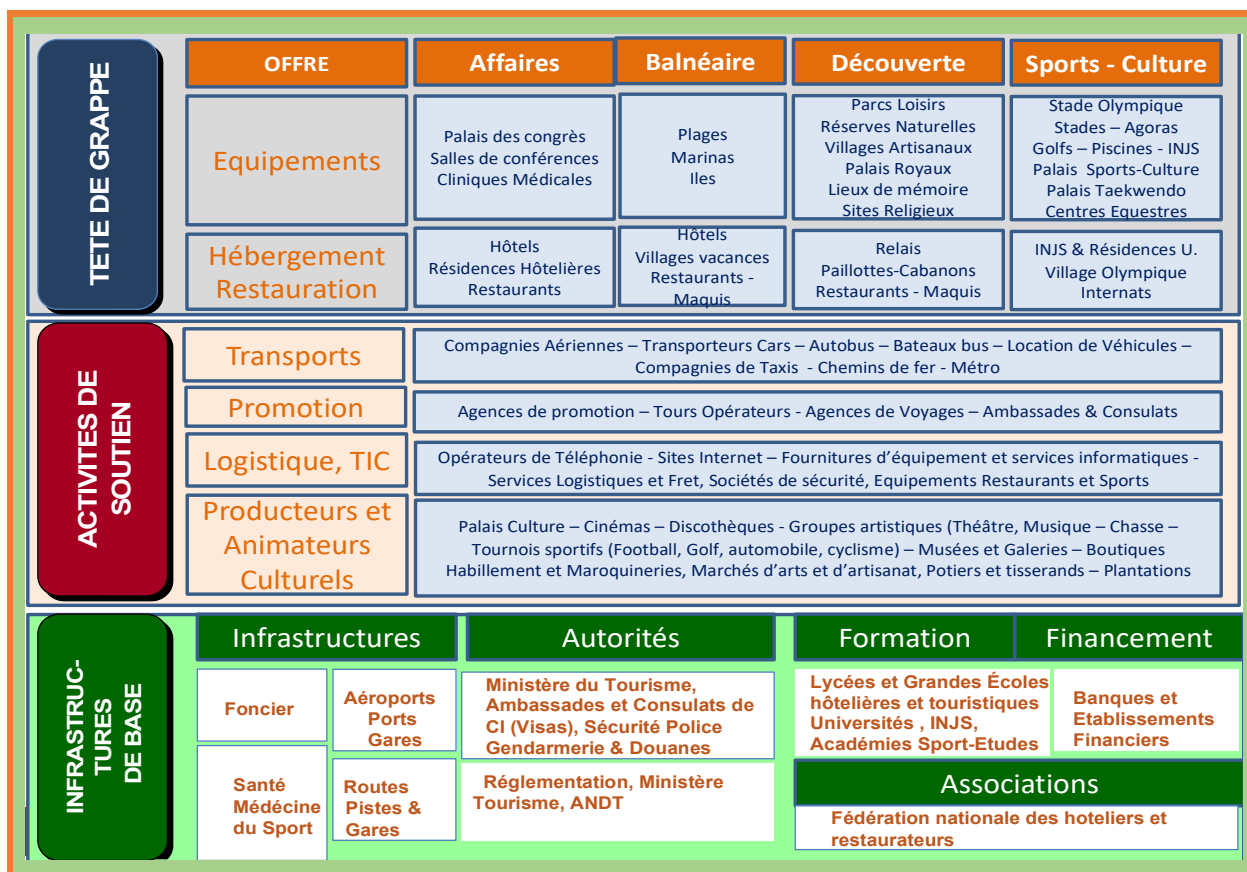 TETE DE GRAPPE
OFFRE
Affaires
Balnéaire
Découverte
Sports - Culture
Equipements
Palais des congrès
Salles de conférences
Cliniques Médicales
Plages
Marinas
Iles
Parcs Loisirs
Réserves Naturelles
Villages Artisanaux
Palais Royaux
Lieux de mémoire
Sites Religieux
Stade Olympique
Stades – Agoras
Golfs – Piscines - INJS
Palais Sports-Culture
Palais Taekwendo
Centres Equestres
Hébergement
Restauration
Hôtels
Résidences Hôtelières
Restaurants
Hôtels
Villages vacances
Restaurants -
Maquis
Relais
Paillottes-Cabanons
Restaurants - Maquis
INJS & Résidences U.
Village Olympique
Internats
ACTIVITES DE
SOUTIEN
Transports
Compagnies Aériennes – Transporteurs Cars – Autobus – Bateaux bus – Location de Véhicules –
Compagnies de Taxis - Chemins de fer - Métro
Promotion
Agences de promotion – Tours Opérateurs - Agences de Voyages – Ambassades & Consulats
Logistique, TIC
Opérateurs de Téléphonie - Sites Internet – Fournitures d’équipement et services informatiques -
Services Logistiques et Fret, Sociétés de sécurité, Equipements Restaurants et Sports
Producteurs et
Animateurs
Culturels
Palais Culture – Cinémas – Discothèques - Groupes artistiques (Théâtre, Musique – Chasse –
Tournois sportifs (Football, Golf, automobile, cyclisme) – Musées et Galeries – Boutiques
Habillement et Maroquineries, Marchés d’arts et d’artisanat, Potiers et tisserands – Plantations
INFRASTRUC-
TURES
DE BASE
Infrastructures
Autorités
Formation
Financement
Foncier
Aéroports
Ports
Gares
Ministère du Tourisme,
Ambassades et Consulats de
CI (Visas), Sécurité Police
Gendarmerie & Douanes
Lycées et Grandes Écoles
hôtelières et touristiques
Universités , INJS,
Académies Sport-Etudes
Banques et
Etablissements
Financiers
Santé
Médécine
du Sport
Routes
Pistes &
Gares
Réglementation, Ministère
Tourisme, ANDT
Associations
Fédération nationale des hoteliers et
restaurateurs